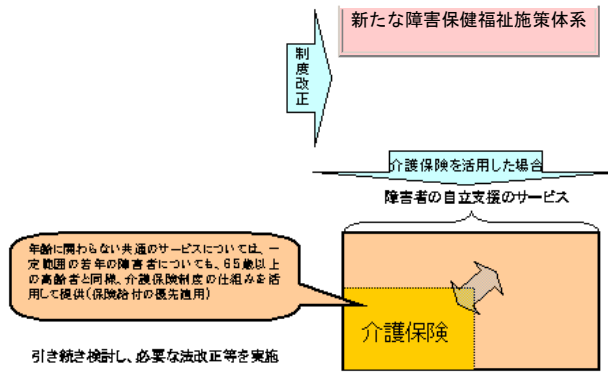 新たな障害保健福祉施策体系
制度改正
介護保険を活用した場合
障害者の自立支援のサービス
年齢に関わらない共通のサービスについては、一
定範囲の若年の障害者についても、65歳以上
の高齢者と同様、介護保険制度の仕組みを活
用して提供(保険給付の優先適用)
介護保険
引き続き検討し、必要な法改正等を実施